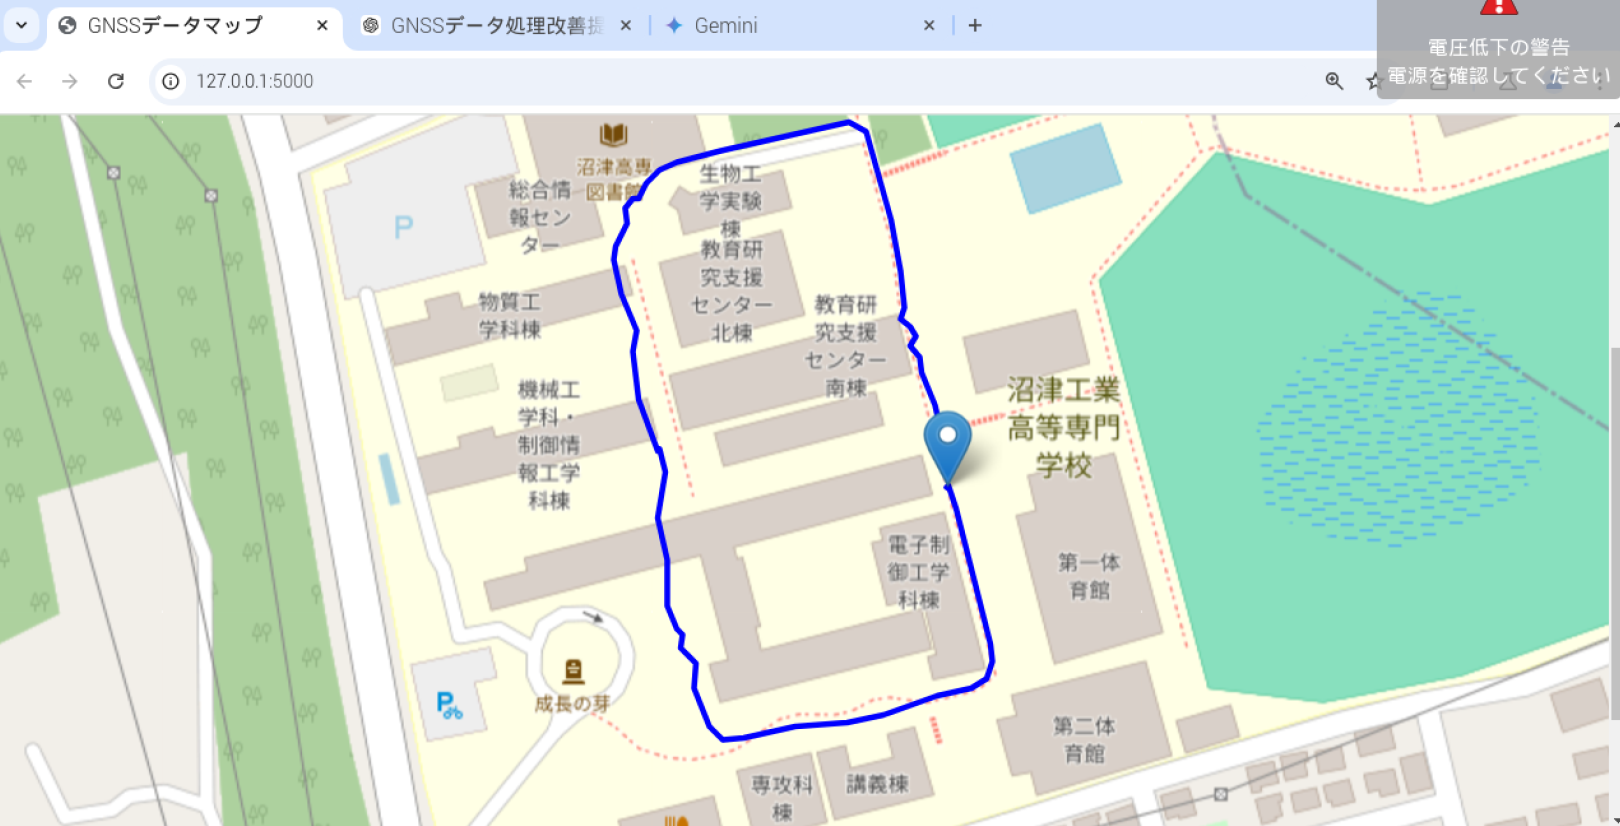 GNSSデータマップ
GNSSデータ処理改善提
Gemini
電圧低下の警告
電源を確認してください
127.0.0.1:5000
沼津高専
図書館
総合情
報セン
ター
P
生物工
学実験
棟
教育研
究支援
センター
北棟
物質工
学科棟
教育研
究支援
センター
南棟
機械工
学科・
制御情
報工学
科棟
沼津工業
高等専門
学校
電子制
御工学
科棟
第一体
育館
成長の芽
P
第二体
育館
専攻科
棟
講義棟